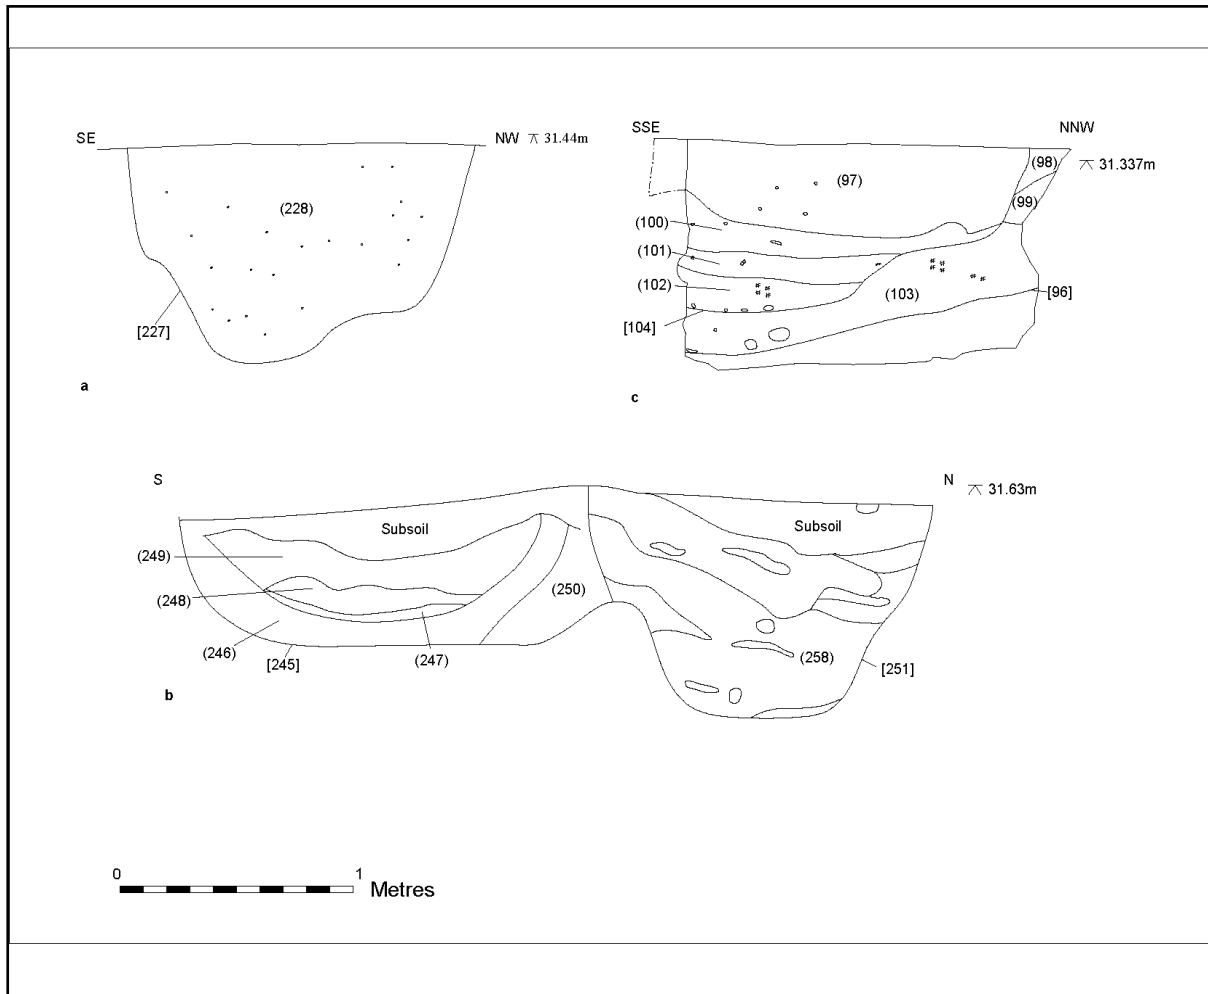 SE
NW 31.44m
(228)
[227]
a
SSE
NNW
31.337m
(97)
(98)
(99)
(100)
(101)
(102)
(103)
[96]
[104]
c
S
N 31.63m
Subsoil
Subsoil
(249)
(248)
(250)
(246)
[245]
(247)
(258)
[251]
b
0 1
Metres